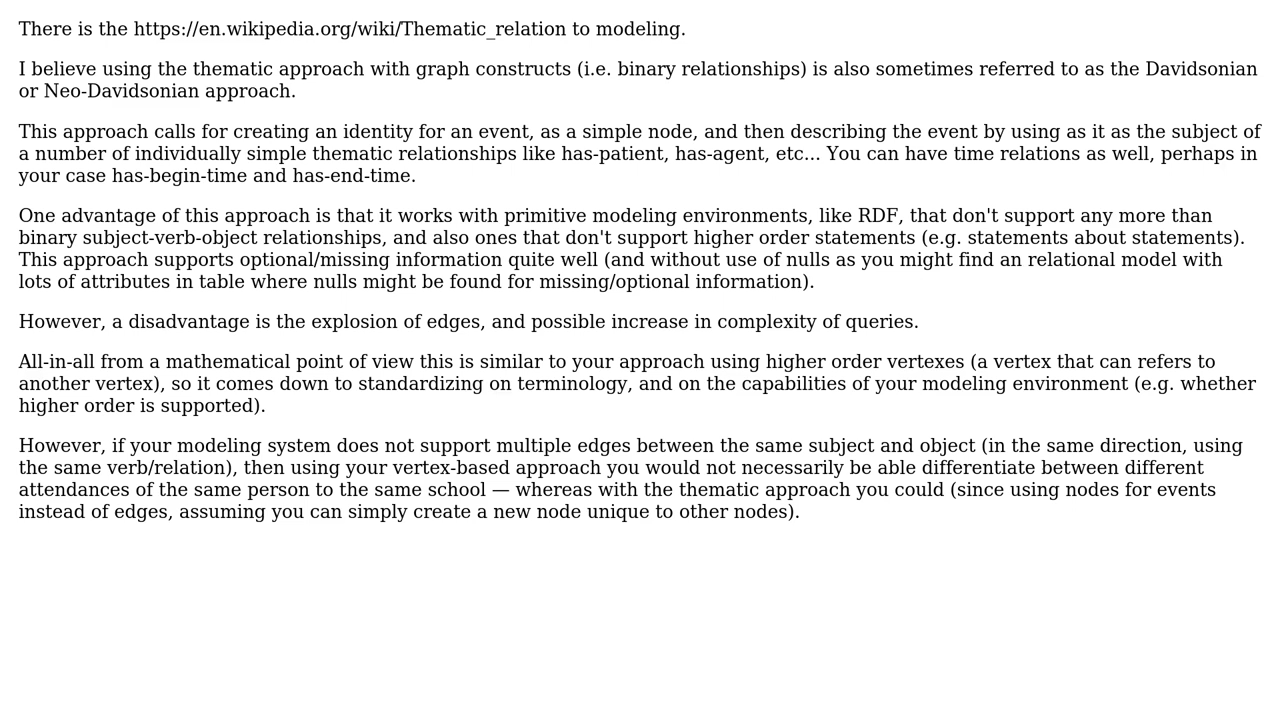 There is the https://en.wikipedia.org/wiki/Thematic_relation to modeling.
I believe using the thematic approach with graph constructs (i.e. binary relationships) is also sometimes referred to as the Davidsonian
or Neo-Davidsonian approach.
This approach calls for creating an identity for an event, as a simple node, and then describing the event by using as it as the subject of
a number of individually simple thematic relationships like has-patient, has-agent, etc... You can have time relations as well, perhaps in
your case has-begin-time and has-end-time.
One advantage of this approach is that it works with primitive modeling environments, like RDF, that don't support any more than
binary subject-verb-object relationships, and also ones that don't support higher order statements (e.g. statements about statements).
This approach supports optional/missing information quite well (and without use of nulls as you might find an relational model with
lots of attributes in table where nulls might be found for missing/optional information).
However, a disadvantage is the explosion of edges, and possible increase in complexity of queries.
All-in-all from a mathematical point of view this is similar to your approach using higher order vertexes (a vertex that can refers to
another vertex), so it comes down to standardizing on terminology, and on the capabilities of your modeling environment (e.g. whether
higher order is supported).
However, if your modeling system does not support multiple edges between the same subject and object (in the same direction, using
the same verb/relation), then using your vertex-based approach you would not necessarily be able differentiate between different
attendances of the same person to the same school — whereas with the thematic approach you could (since using nodes for events
instead of edges, assuming you can simply create a new node unique to other nodes).